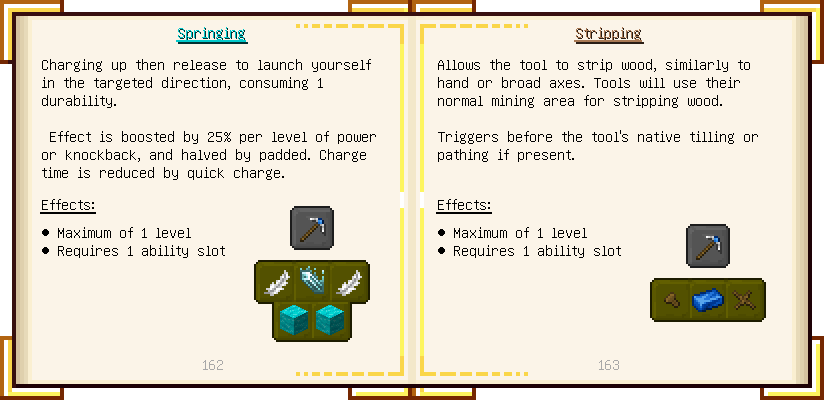 Springing
Charging up then release to launch yourself
in the targeted direction, consuming 1
durability.
Effect is boosted by 25% per level of power
or knockback, and halved by padded. Charge
time is reduced by quick charge.
Effects:
• Maximum of 1 level
• Requires 1 ability slot
162
Stripping
Allows the tool to strip wood, similarly to
hand or broad axes. Tools will use their
normal mining area for stripping wood.
Triggers before the tool's native tilling or
pathing if present.
Effects:
• Maximum of 1 level
• Requires 1 ability slot
163